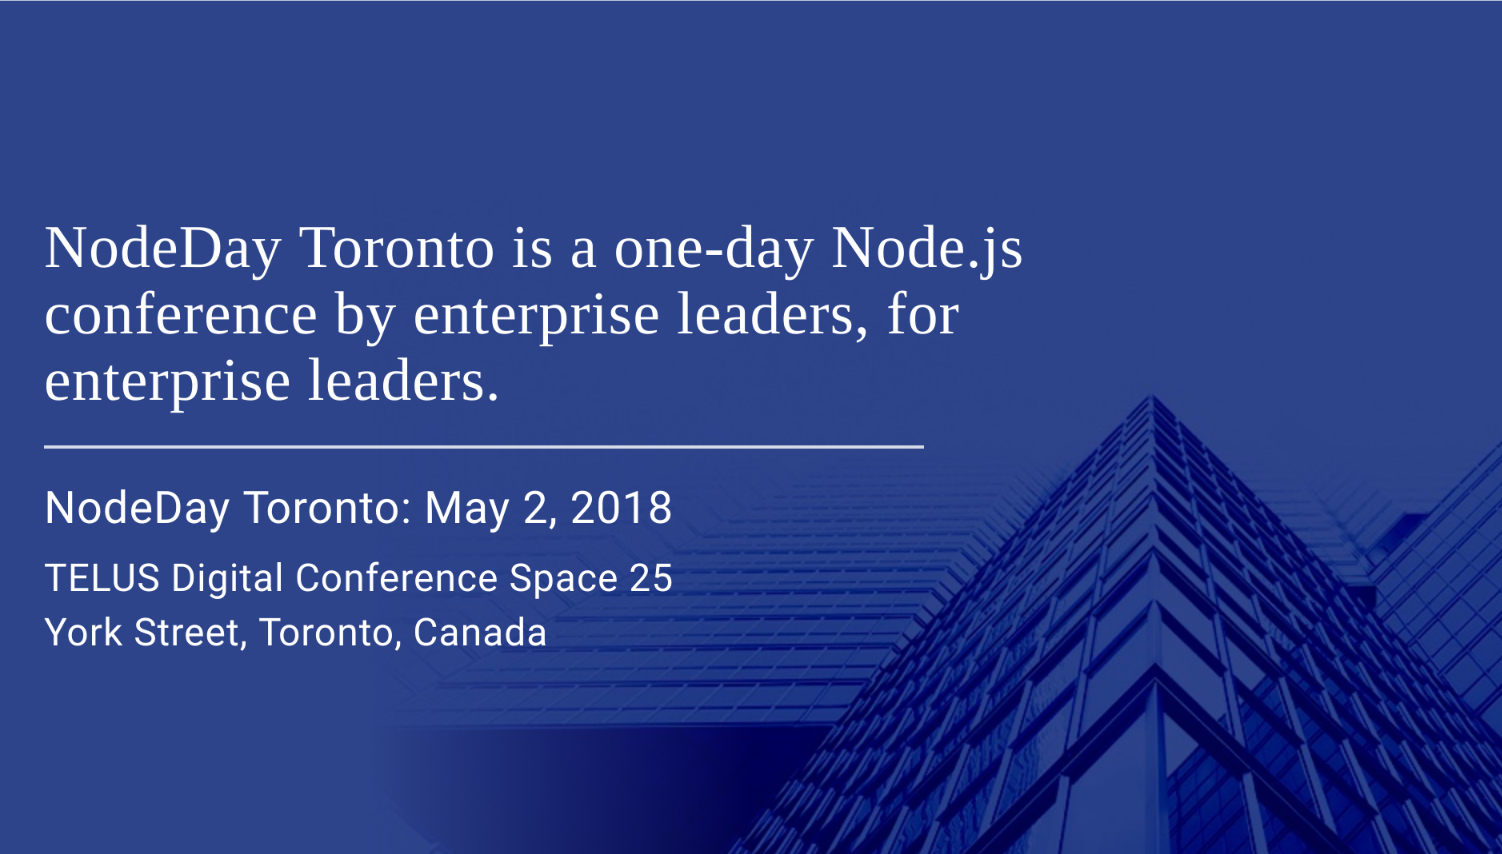 NodeDay Toronto is a one-day Node.js
conference by enterprise leaders, for
enterprise leaders.
NodeDay Toronto: May 2, 2018
TELUS Digital Conference Space 25
York Street, Toronto, Canada